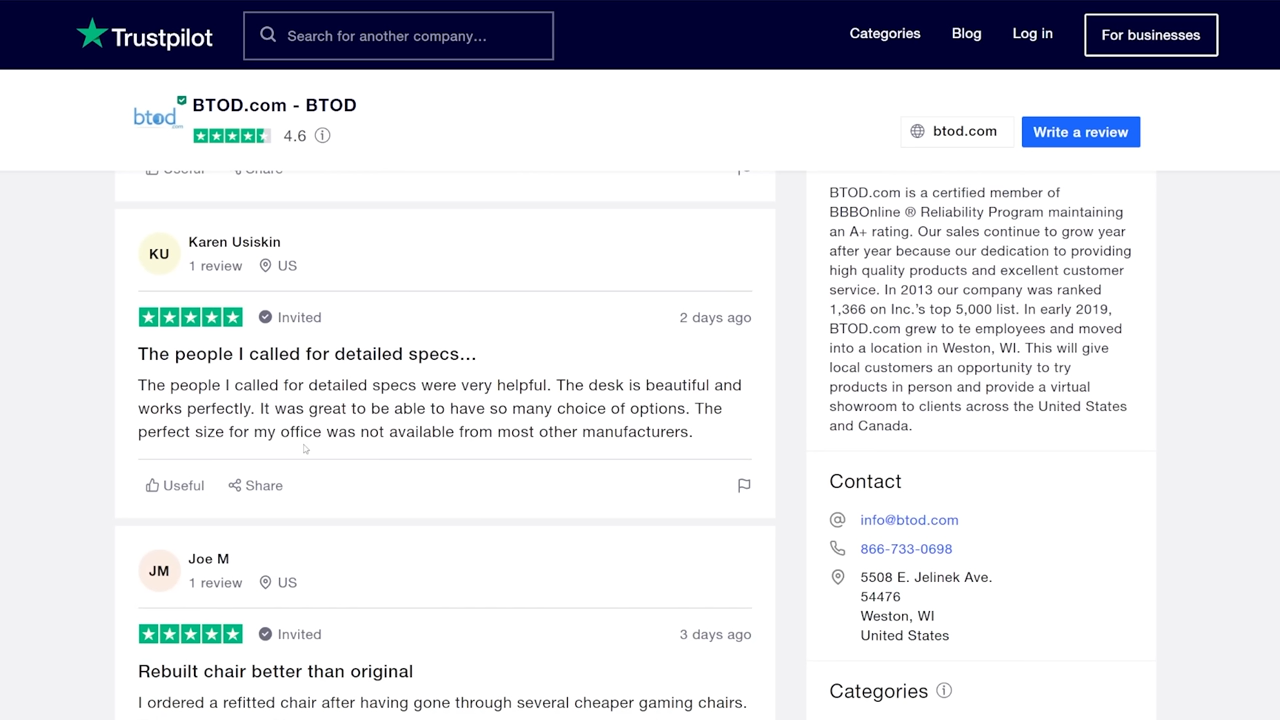 Trustpilot
Search for another company...
Categories
Blog
Log in
For businesses
btod
.com
BTOD.com - BTOD
4.6
btod.com
Write a review
Useful
Share
KU
Karen Usiskin
1 review
US
Invited
2 days ago
The people I called for detailed specs...
The people I called for detailed specs were very helpful. The desk is beautiful and
works perfectly. It was great to be able to have so many choice of options. The
perfect size for my office was not available from most other manufacturers.
Useful
Share
JM
Joe M
1 review
US
Invited
3 days ago
Rebuilt chair better than original
I ordered a refitted chair after having gone through several cheaper gaming chairs.
BTOD.com is a certified member of
BBBOnline ® Reliability Program maintaining
an A+ rating. Our sales continue to grow year
after year because our dedication to providing
high quality products and excellent customer
service. In 2013 our company was ranked
1,366 on Inc.'s top 5,000 list. In early 2019,
BTOD.com grew to te employees and moved
into a location in Weston, WI. This will give
local customers an opportunity to try
products in person and provide a virtual
showroom to clients across the United States
and Canada.
Contact
info@btod.com
866-733-0698
5508 E. Jelinek Ave.
54476
Weston, WI
United States
Categories